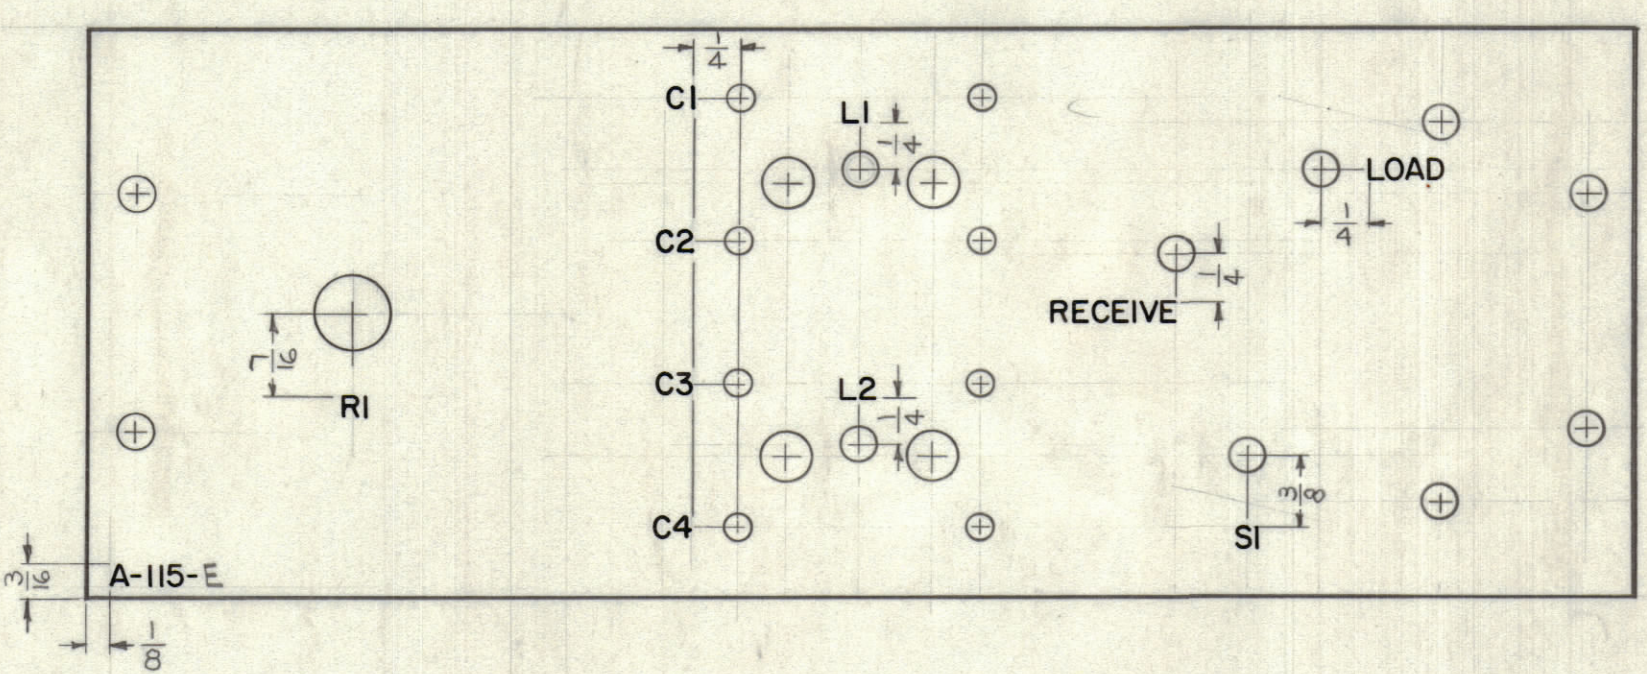 1/4
C1
L1
1/4
LOAD
1/4
C2
1/4
RECEIVE
7/16
R1
C3
L2
1/4
3/8
C4
S1
3/16
A-115-E
1/8